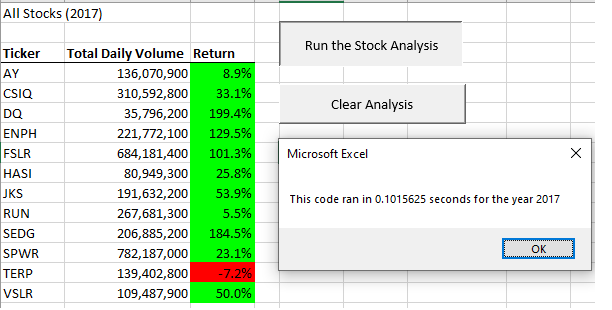 All Stocks (2017)
Run the Stock Analysis
Ticker Total Daily Volume Return
AY 136,070,900 8.9%
CSIQ 310,592,800 33.1%
Clear Analysis
DQ 35,796,200 199.4%
ENPH 221,772,100 129.5%
FSLR 684,181,400 101.3%
HASI 80,949,300 25.8%
JKS 191,632,200 53.9%
RUN 267,681,300 5.5%
SEDG 206,885,200 184.5%
SPWR 782,187,000 23.1%
TERP 139,402,800 -7.2%
VSLR 109,487,900 50.0%
Microsoft Excel
This code ran in 0.1015625 seconds for the year 2017
OK